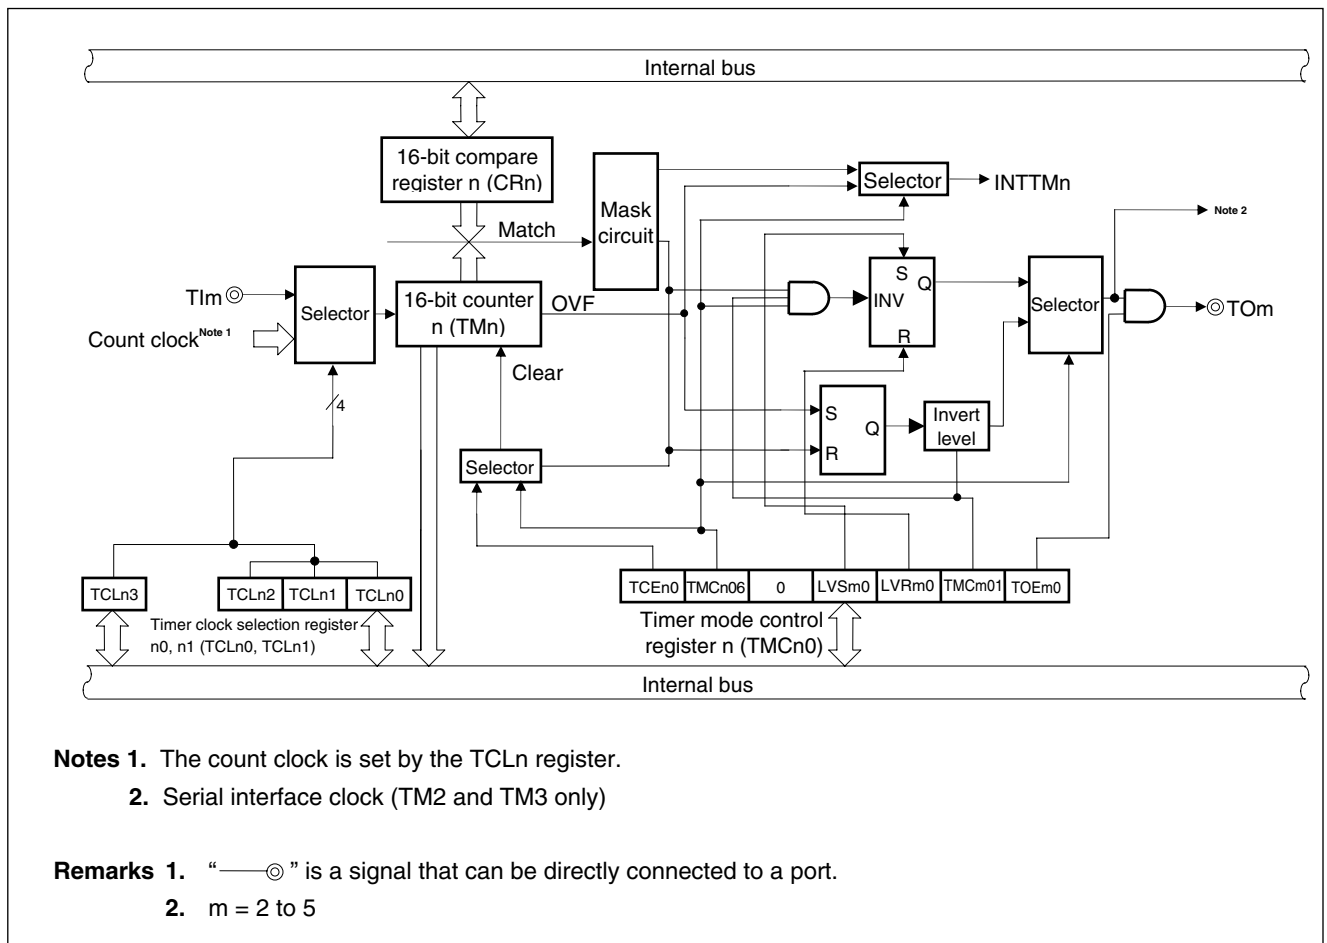 Internal bus
16-bit compare
register n (CRn)
Mask
circuit
Match
Selector
INTTMn
Note 2
TIm
Count clockNote 1
Selector
16-bit counter
n (TMn)
OVF
Clear
S
Q
INV
R
Selector
TOm
4
S
Q
R
Invert
level
Selector
TCLn3
TCLn2
TCLn1
TCLn0
TCEn0
TMCn06
0
LVSm0
LVRm0
TMCm01
TOEm0
Timer clock selection register
n0, n1 (TCLn0, TCLn1)
Timer mode control
register n (TMCn0)
Internal bus
Notes 1. The count clock is set by the TCLn register.
2. Serial interface clock (TM2 and TM3 only)
Remarks 1. “ ” is a signal that can be directly connected to a port.
2. m = 2 to 5